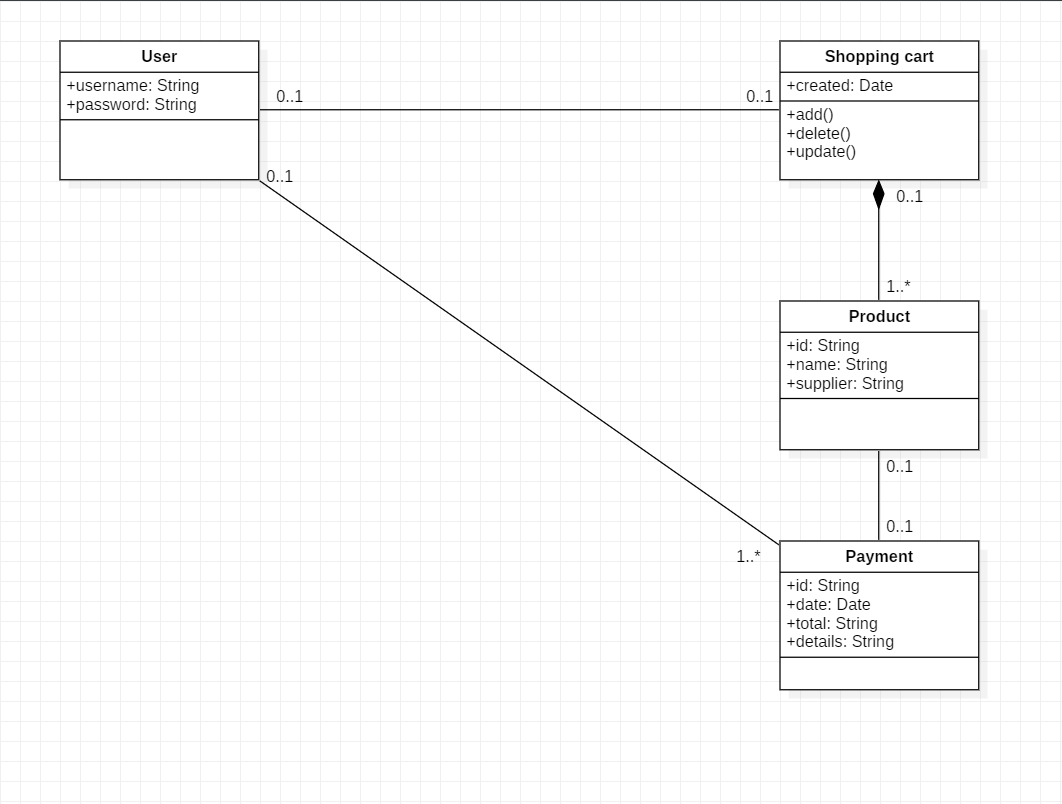 User
+username: String
+password: String
0..1
0..1
Shopping cart
+created: Date
+add()
+delete()
+update()
0..1
0..1
1..*
Product
+id: String
+name: String
+supplier: String
0..1
0..1
1..*
Payment
+id: String
+date: Date
+total: String
+details: String